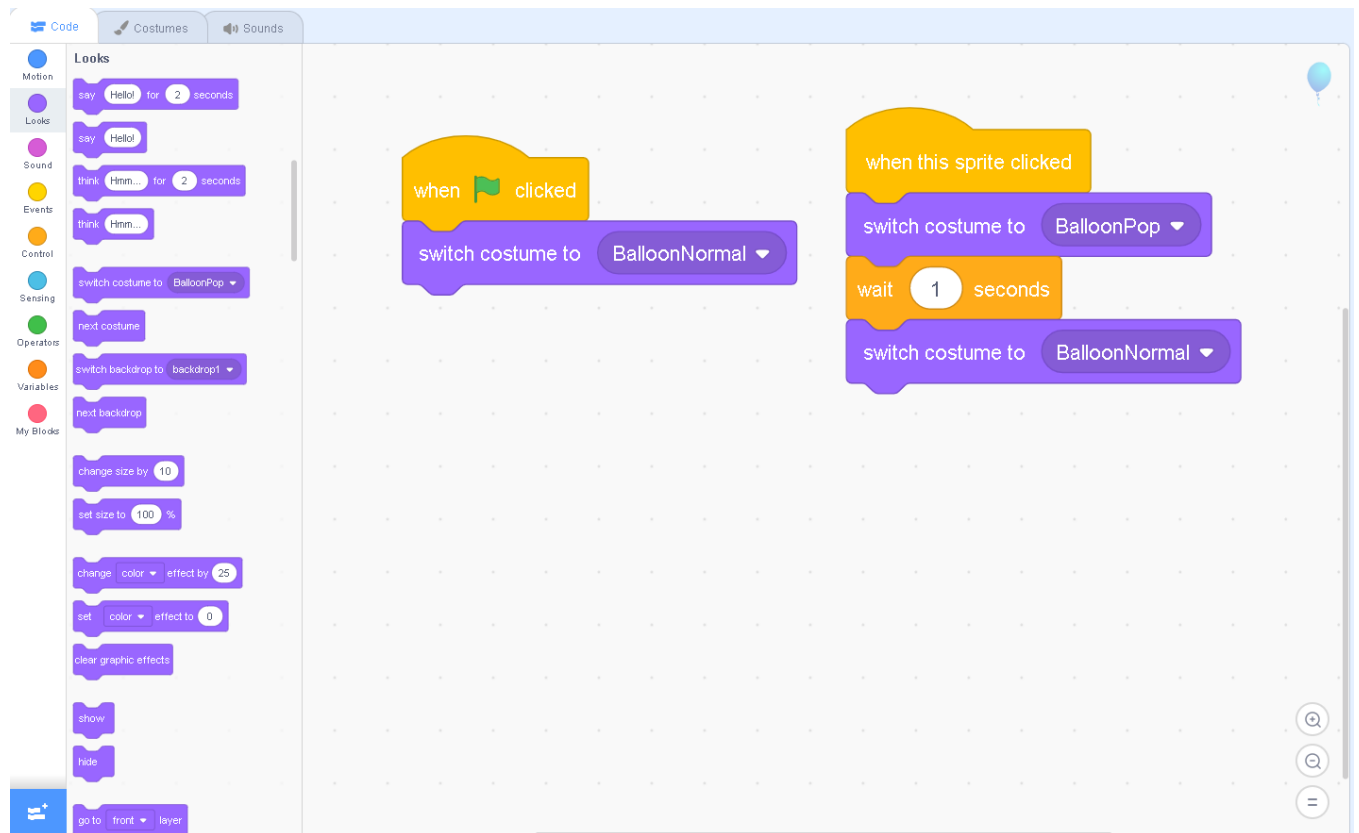 Code
Costumes
Sounds
Motion
Looks
Sound
Events
Control
Sensing
Operators
Variables
My Blocks
Looks
say Hello! for 2 seconds
say Hello!
think Hmm... for 2 seconds
think Hmm...
switch costume to BalloonPop
next costume
switch backdrop to backdrop1
next backdrop
change size by 10
set size to 100 %
change color effect by 25
set color effect to 0
clear graphic effects
show
hide
go to front layer
when clicked
switch costume to BalloonNormal
when this sprite clicked
switch costume to BalloonPop
wait 1 seconds
switch costume to BalloonNormal